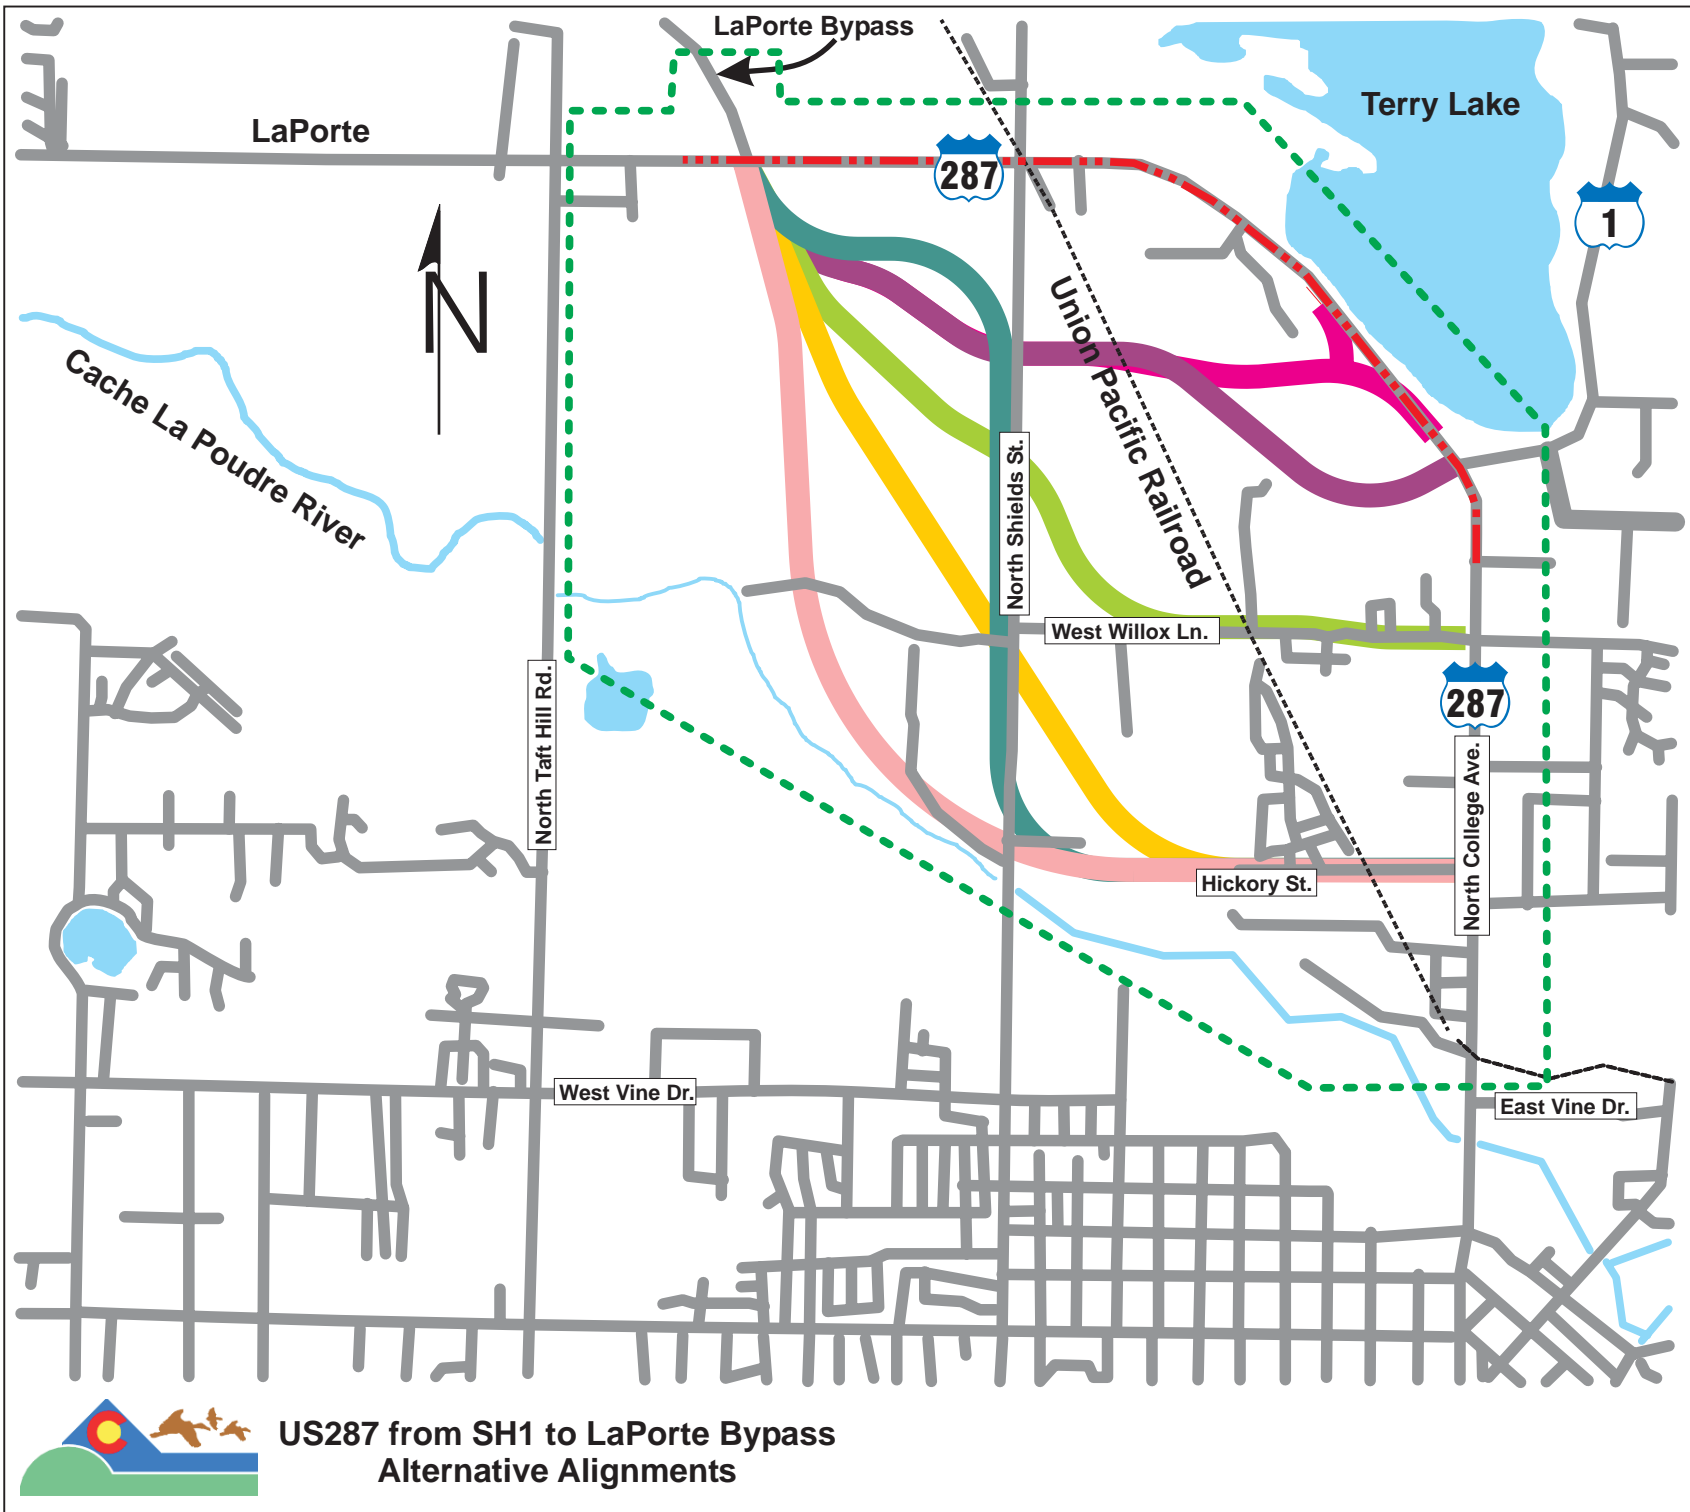 LaPorte Bypass
Terry Lake
LaPorte
287
1
N
Union Pacific Railroad
Cache La Poudre River
North Shields St.
West Willox Ln.
287
North Taft Hill Rd.
North College Ave.
Hickory St.
West Vine Dr.
East Vine Dr.
US287 from SH1 to LaPorte Bypass
Alternative Alignments